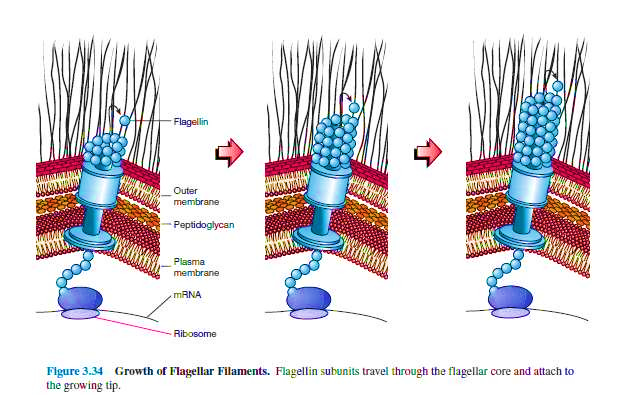 Flagellin
Outer
membrane
Peptidoglycan
Plasma
membrane
mRNA
Ribosome
Figure 3.34 Growth of Flagellar Filaments. Flagellin subunits travel through the flagellar core and attach to
the growing tip.